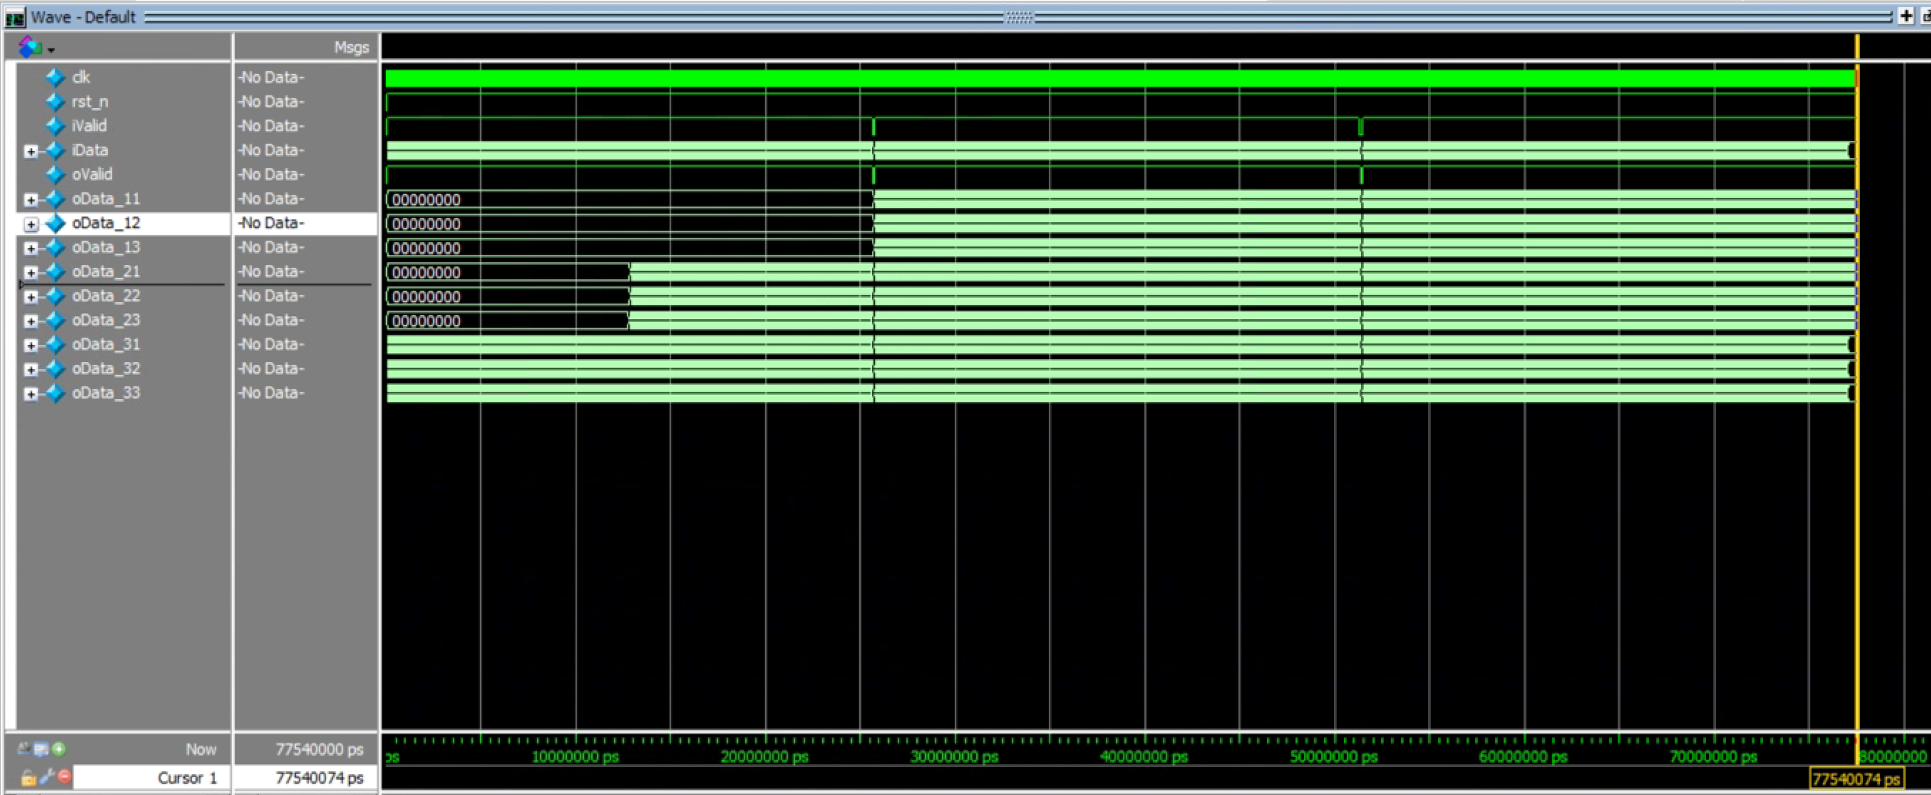 Wave - Default
Msgs
clk -No Data-
rst_n -No Data-
iValid -No Data-
iData -No Data-
oValid -No Data-
oData_11 -No Data- 00000000
oData_12 -No Data- 00000000
oData_13 -No Data- 00000000
oData_21 -No Data- 00000000
oData_22 -No Data- 00000000
oData_23 -No Data- 00000000
oData_31 -No Data-
oData_32 -No Data-
oData_33 -No Data-
Now 77540000 ps
ps 10000000 ps 20000000 ps 30000000 ps 40000000 ps 50000000 ps 60000000 ps 70000000 ps 80000000
Cursor 1 77540074 ps 77540074 ps